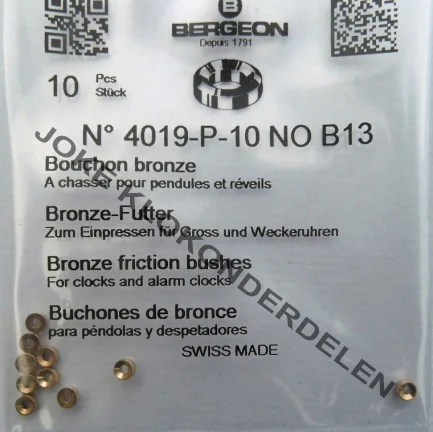 B
BERGEON
Depuis 1791
10 Pcs
Stück
N° 4019-P-10 NO B13
Bouchon bronze
A chasser pour pendules et réveils
Bronze-Futter
Zum Einpressen für Gross und Weckeruhren
Bronze friction bushes
For clocks and alarm clocks
Buchones de bronce
para péndolas y despetadores
SWISS MADE
JOKE KLOKONDERDELEN